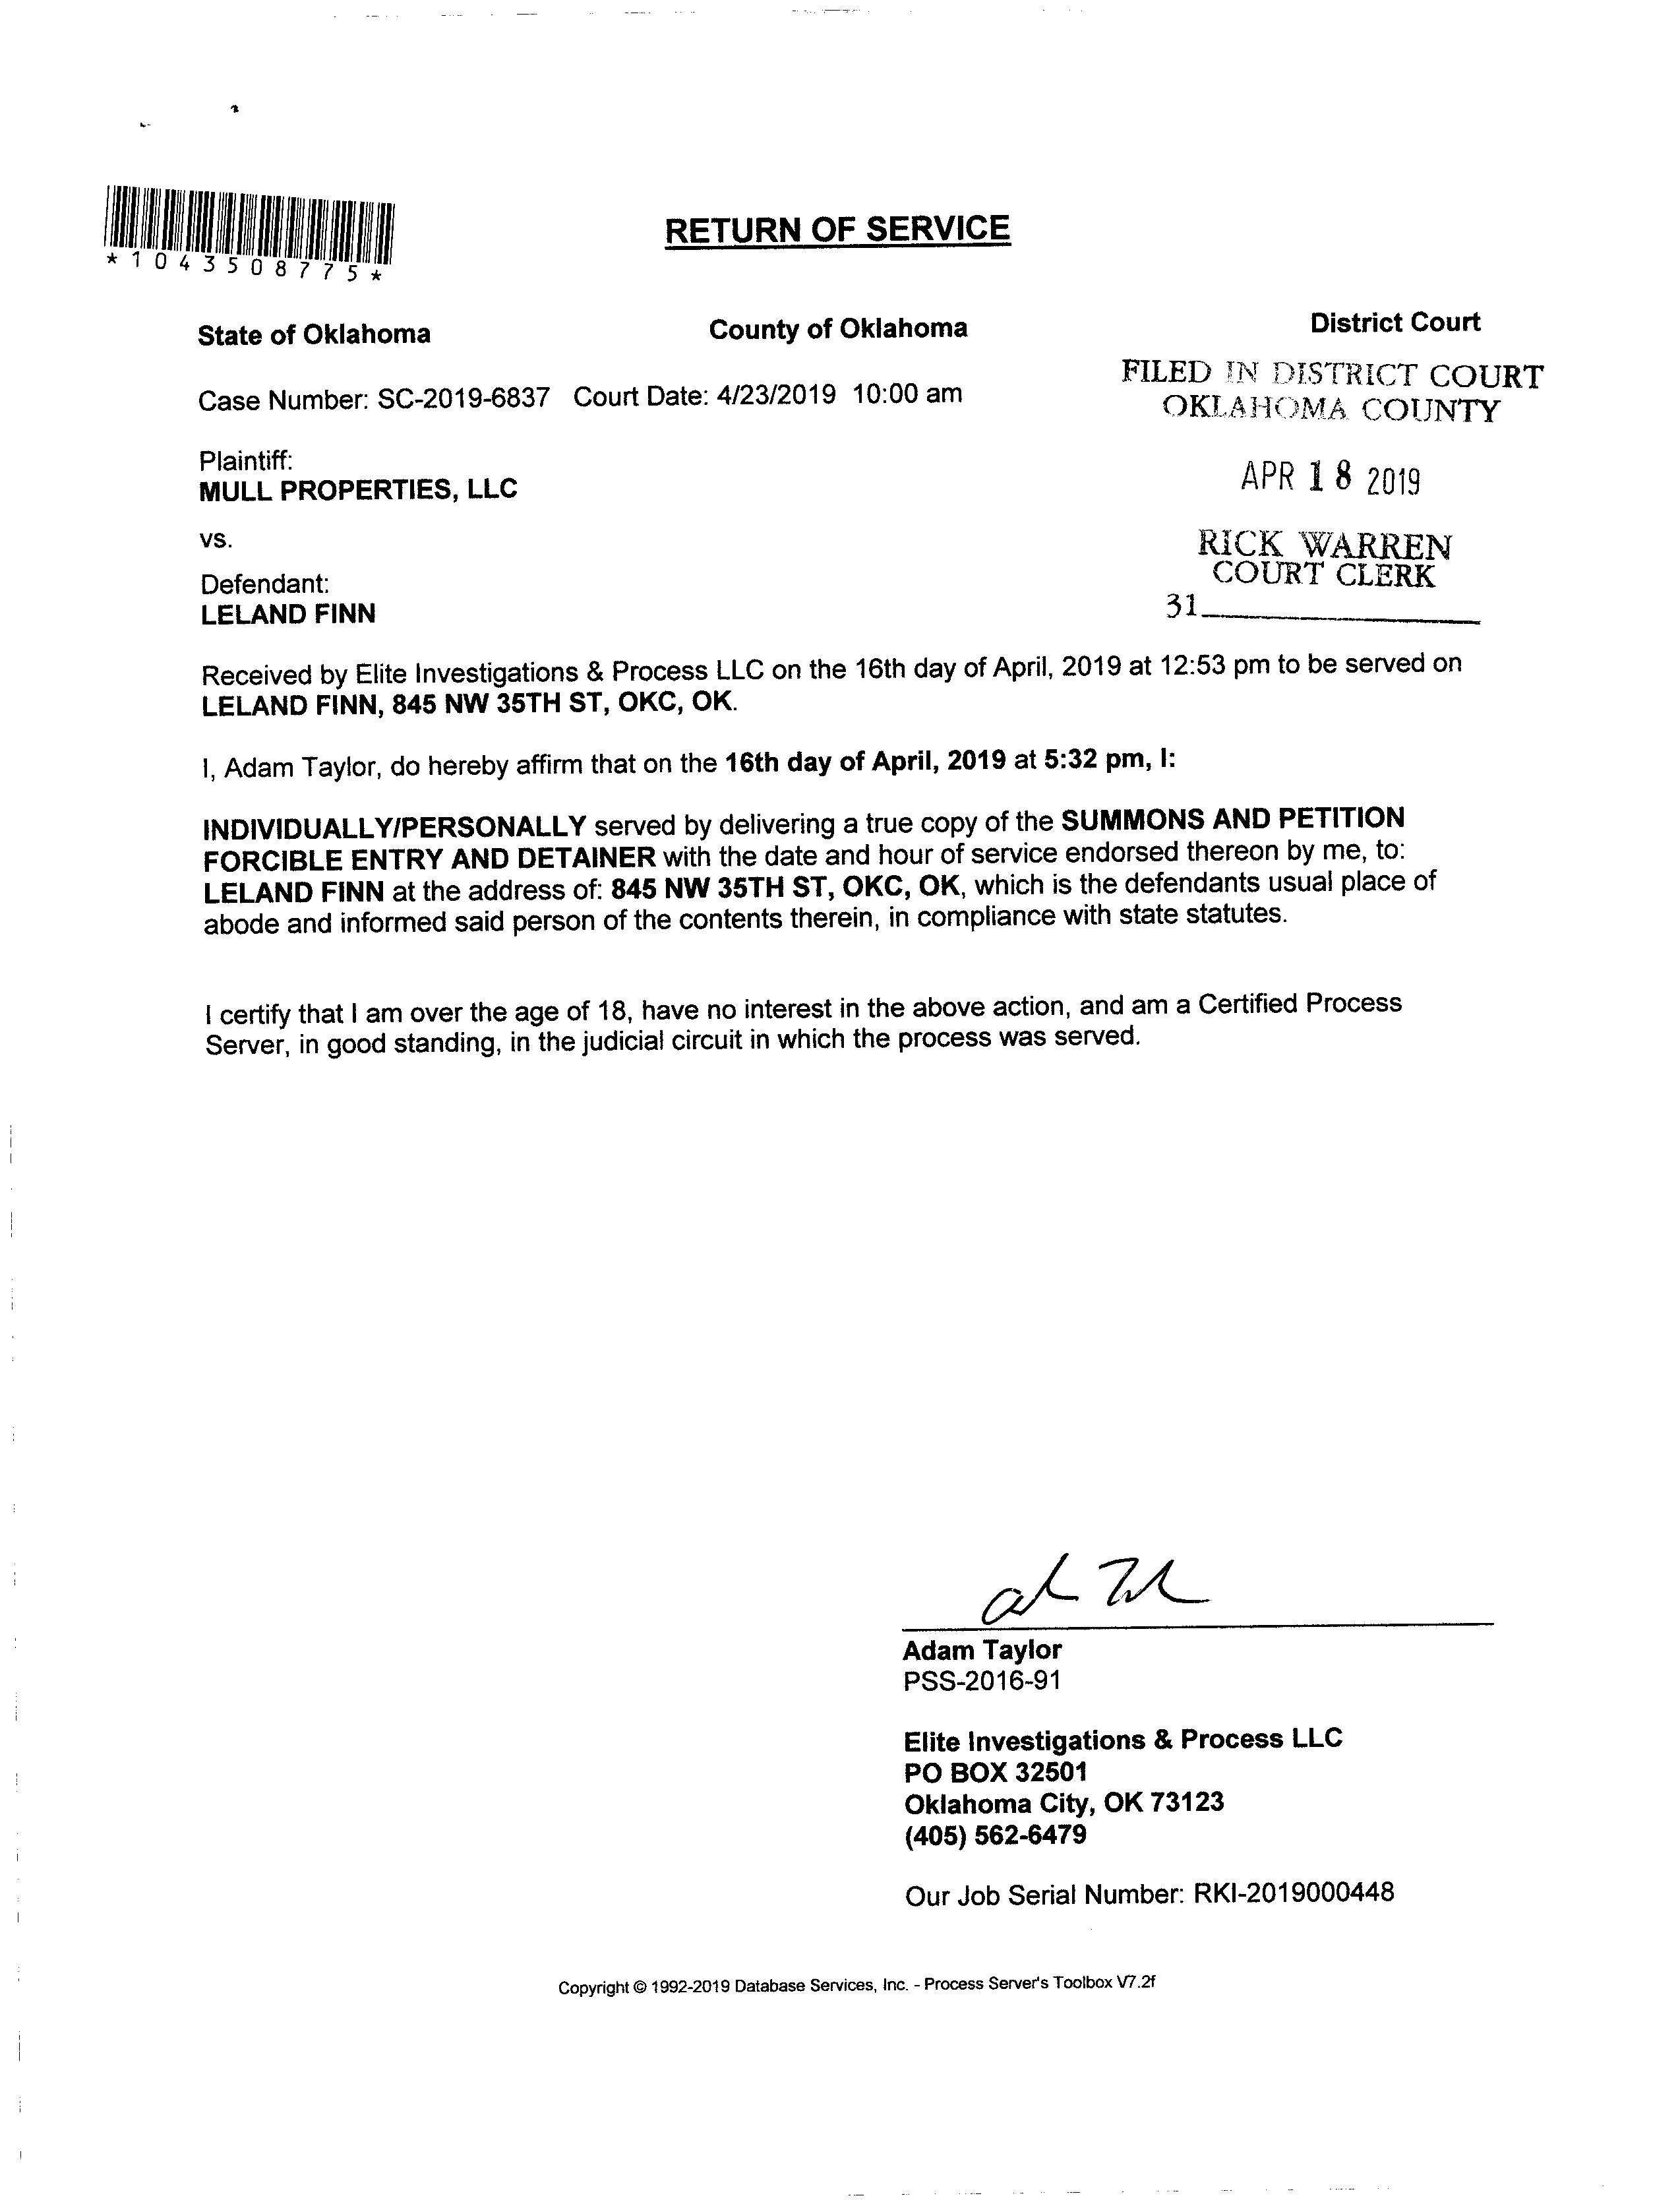 *1043508775*
RETURN OF SERVICE
State of Oklahoma County of Oklahoma District Court
FILED IN DISTRICT COURT
OKLAHOMA COUNTY
Case Number: SC-2019-6837 Court Date: 4/23/2019 10:00 am
Plaintiff:
MULL PROPERTIES, LLC
APR 18 2019
vs.
RICK WARREN
COURT CLERK
Defendant:
LELAND FINN
31
Received by Elite Investigations & Process LLC on the 16th day of April, 2019 at 12:53 pm to be served on
LELAND FINN, 845 NW 35TH ST, OKC, OK.
I, Adam Taylor, do hereby affirm that on the 16th day of April, 2019 at 5:32 pm, I:
INDIVIDUALLY/PERSONALLY served by delivering a true copy of the SUMMONS AND PETITION
FORCIBLE ENTRY AND DETAINER with the date and hour of service endorsed thereon by me, to:
LELAND FINN at the address of: 845 NW 35TH ST, OKC, OK, which is the defendants usual place of
abode and informed said person of the contents therein, in compliance with state statutes.
I certify that I am over the age of 18, have no interest in the above action, and am a Certified Process
Server, in good standing, in the judicial circuit in which the process was served.
Adam Taylor
PSS-2016-91
Elite Investigations & Process LLC
PO BOX 32501
Oklahoma City, OK 73123
(405) 562-6479
Our Job Serial Number: RKI-2019000448
Copyright © 1992-2019 Database Services, Inc. - Process Server's Toolbox V7.2f